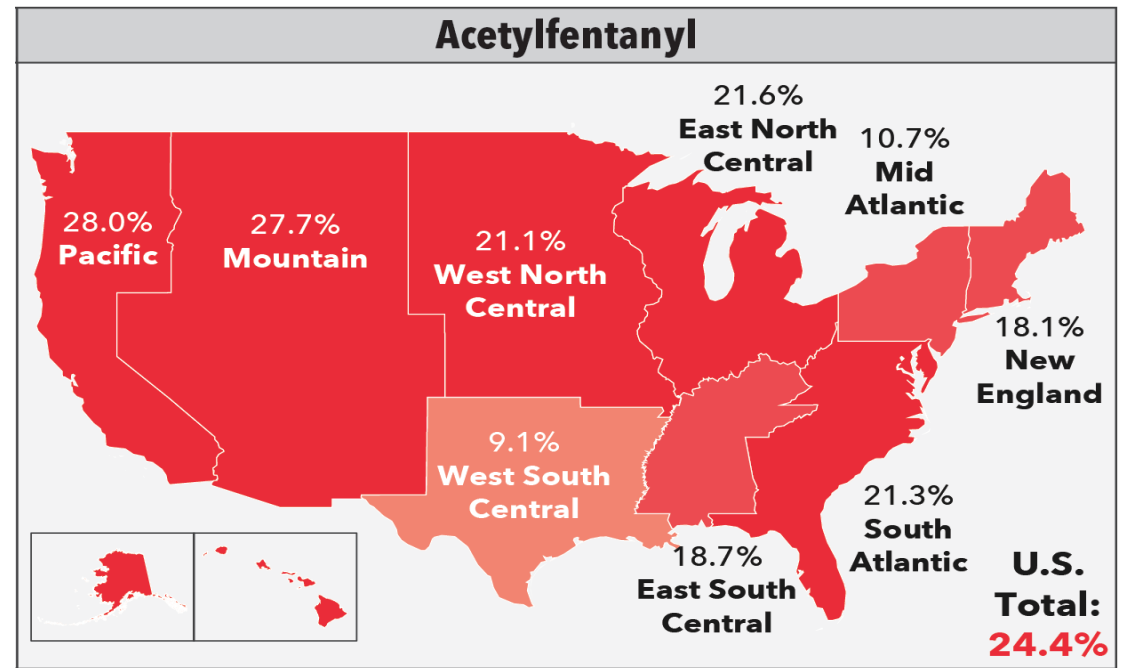 Acetylfentanyl
21.6%
East North
Central
10.7%
Mid
Atlantic
28.0%
Pacific
27.7%
Mountain
21.1%
West North
Central
18.1%
New
England
9.1%
West South
Central
21.3%
South
Atlantic
18.7%
East South
Central
U.S.
Total:
24.4%